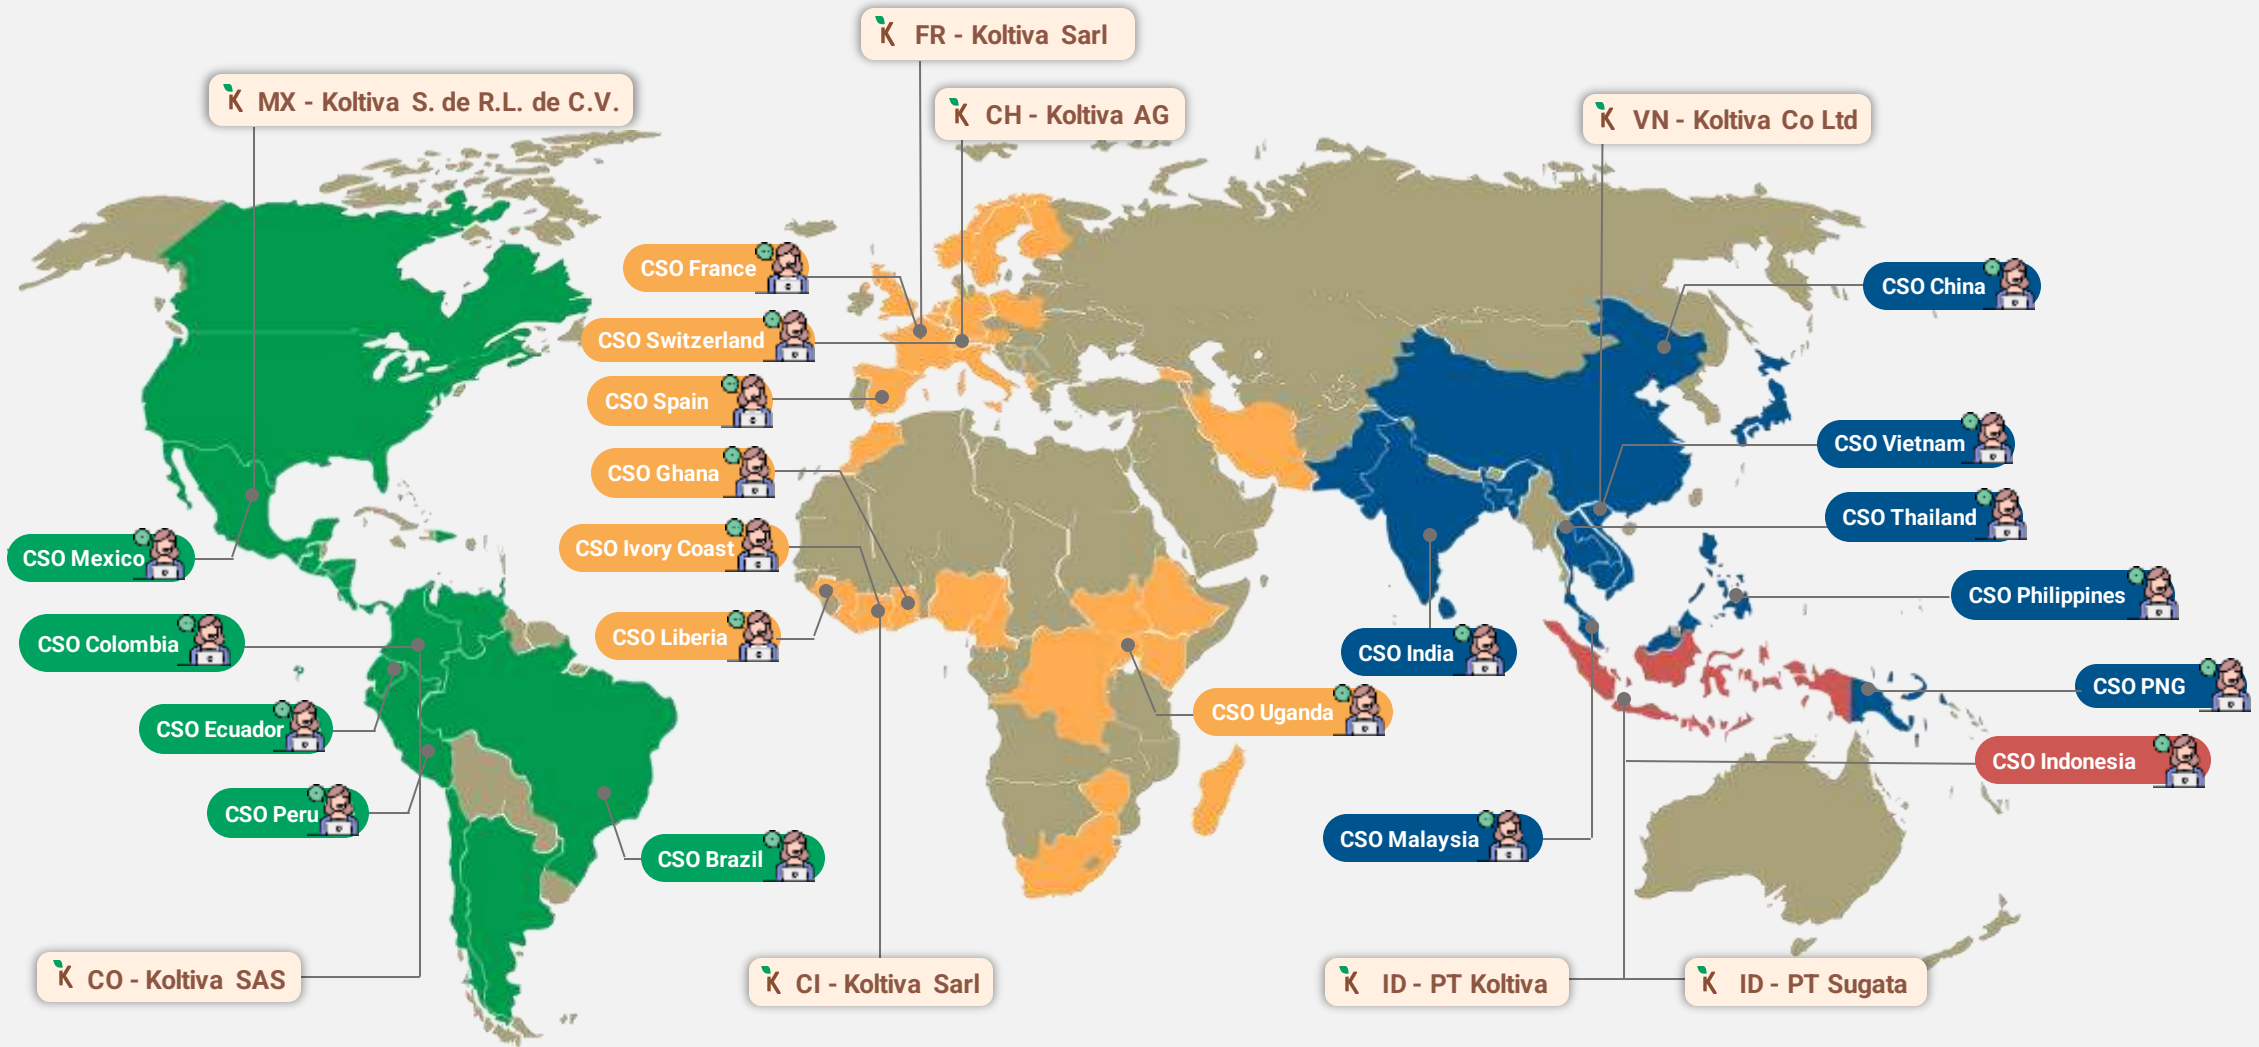 FR - Koltiva Sarl
MX - Koltiva S. de R.L. de C.V.
CH - Koltiva AG
VN - Koltiva Co Ltd
CSO France
CSO China
CSO Switzerland
CSO Spain
CSO Vietnam
CSO Ghana
CSO Thailand
CSO Mexico
CSO Ivory Coast
CSO Philippines
CSO Colombia
CSO Liberia
CSO India
CSO PNG
CSO Ecuador
CSO Uganda
CSO Indonesia
CSO Peru
CSO Brazil
CSO Malaysia
CO - Koltiva SAS
CI - Koltiva Sarl
ID - PT Koltiva
ID - PT Sugata